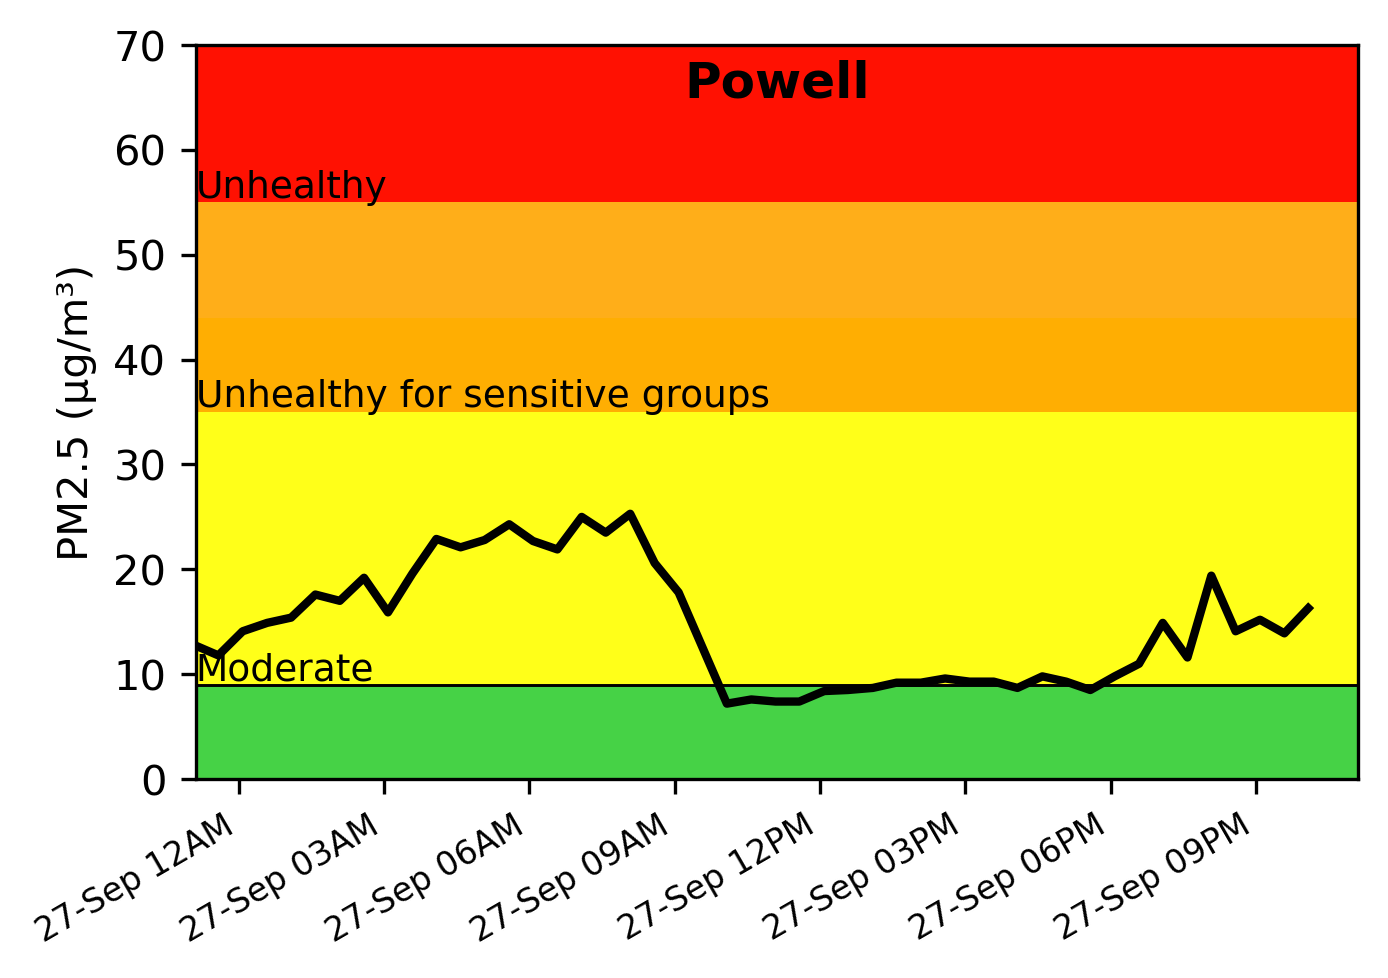 Powell
70
60
50
40
30
20
10
0
PM2.5 (µg/m³)
Unhealthy
Unhealthy for sensitive groups
Moderate
27-Sep 12AM
27-Sep 03AM
27-Sep 06AM
27-Sep 09AM
27-Sep 12PM
27-Sep 03PM
27-Sep 06PM
27-Sep 09PM